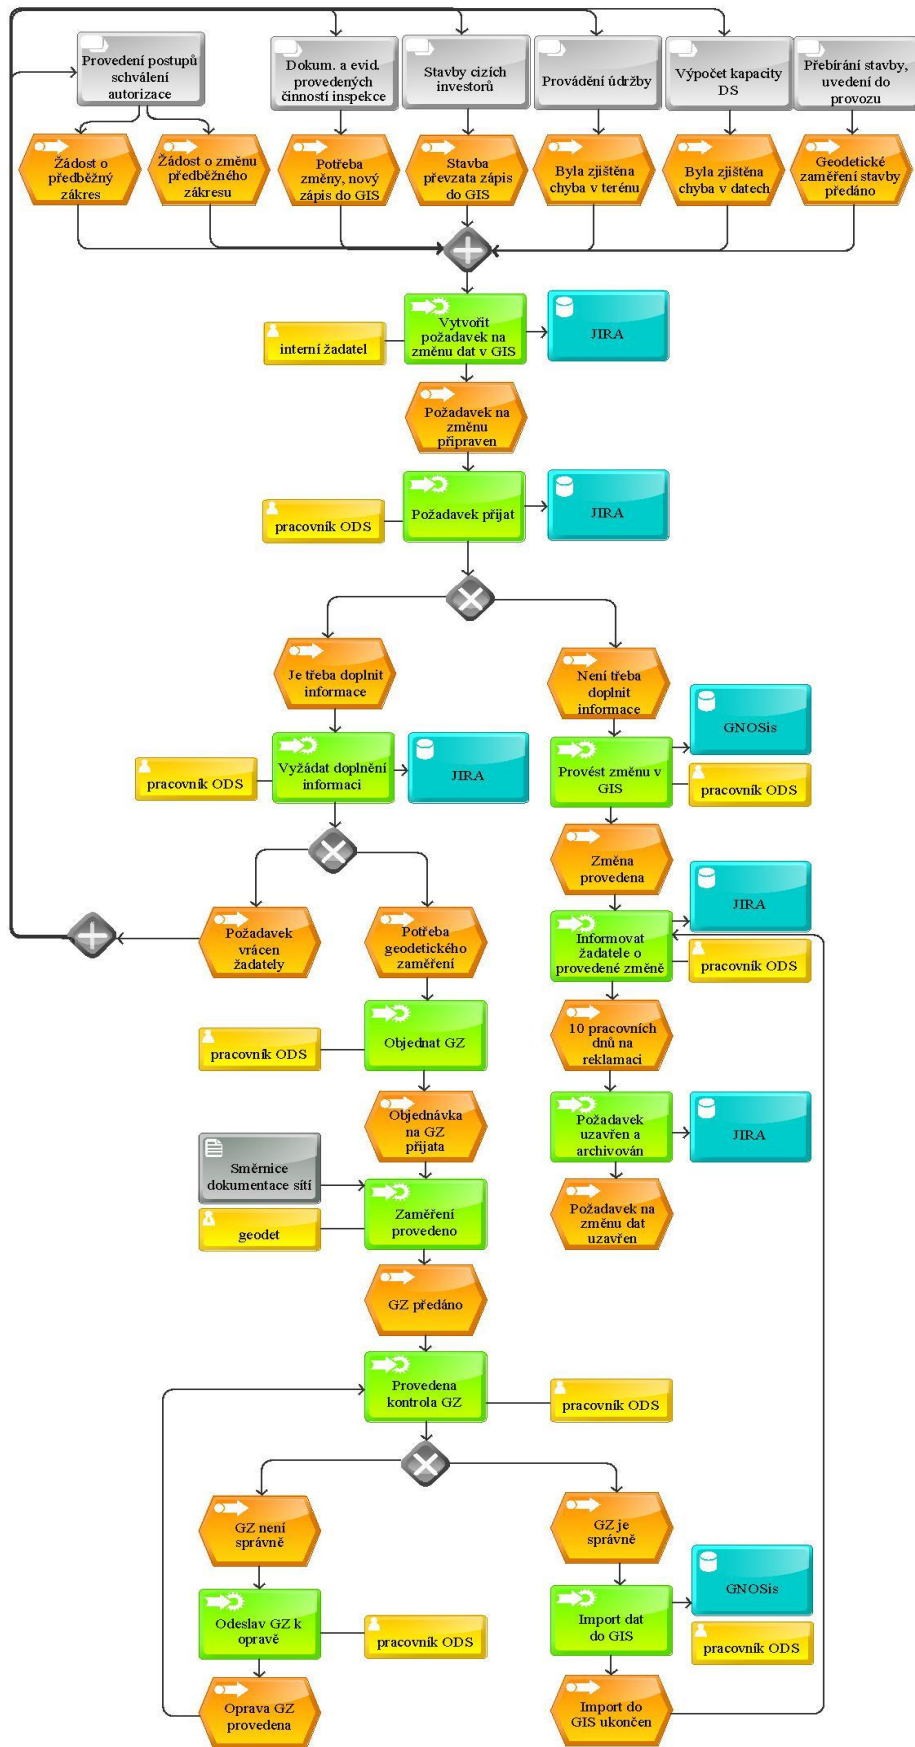 Provedení postupů
schválení
autorizace
Dokum. a evid.
provedených
činností inspekce
Stavby cizích
investorů
Provádění údržby
Výpočet kapacity
DS
Přebírání stavby,
uvedení do
provozu
Žádost o
předběžný
zákres
Žádost o změnu
předběžného
zákresu
Potřeba
změny, nový
zápis do GIS
Stavba
převzata zápis
do GIS
Byla zjištěna
chyba v terénu
Byla zjištěna
chyba v datech
Geodetické
zaměření stavby
předáno
Vytvořit
požadavek na
změnu dat v GIS
interní žadatel
JIRA
Požadavek na
změnu
připraven
Požadavek přijat
pracovník ODS
JIRA
Je třeba doplnit
informace
Není třeba
doplnit
informace
GNOSis
Vyžádat doplnění
informaci
pracovník ODS
JIRA
Provést změnu v
GIS
pracovník ODS
Změna
provedena
JIRA
Požadavek
vrácen
žadately
Potřeba
geodetického
zaměření
Informovat
žadatele o
provedené změně
pracovník ODS
Objednat GZ
pracovník ODS
10 pracovních
dnů na
reklamaci
Objednávka
na GZ
přijata
Požadavek
uzavřen a
archivován
JIRA
Směrnice
dokumentace sítí
Zaměření
provedeno
geodet
Požadavek na
změnu dat
uzavřen
GZ předáno
Provedena
kontrola GZ
pracovník ODS
GZ není
správně
GZ je
správně
GNOSis
Odeslav GZ k
opravě
pracovník ODS
Import dat
do GIS
pracovník ODS
Oprava GZ
provedena
Import do
GIS ukončen